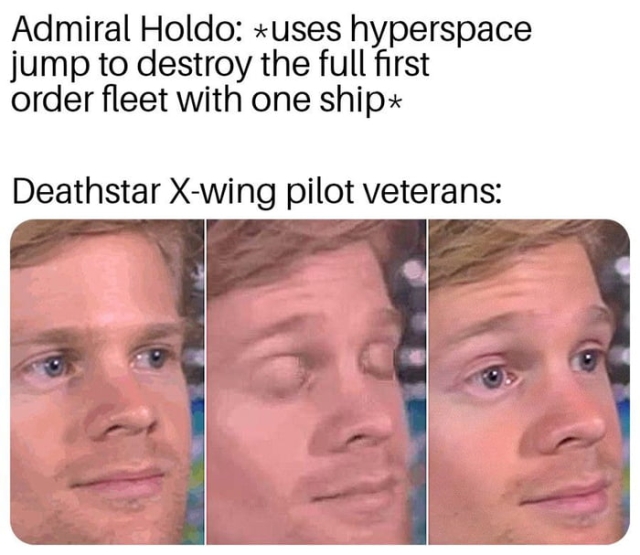 Admiral Holdo: *uses hyperspace
jump to destroy the full first
order fleet with one ship*
Deathstar X-wing pilot veterans: